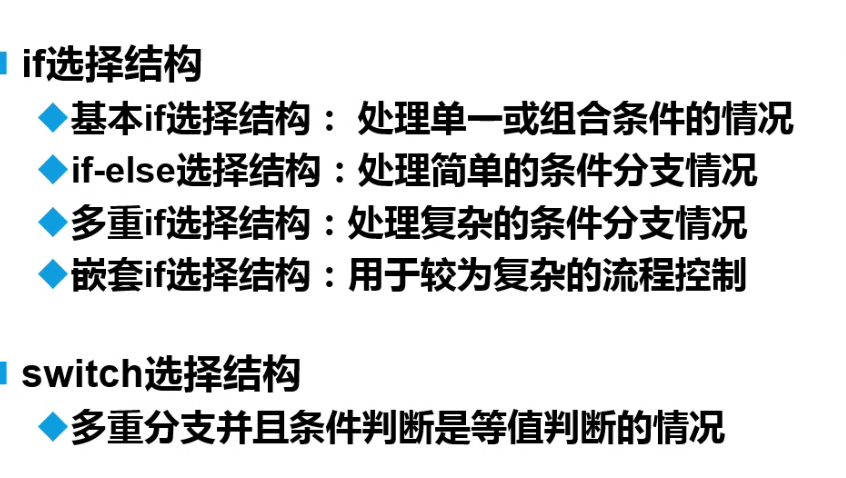 if选择结构
基本if选择结构： 处理单一或组合条件的情况
if-else选择结构：处理简单的条件分支情况
多重if选择结构：处理复杂的条件分支情况
嵌套if选择结构：用于较为复杂的流程控制
switch选择结构
多重分支并且条件判断是等值判断的情况